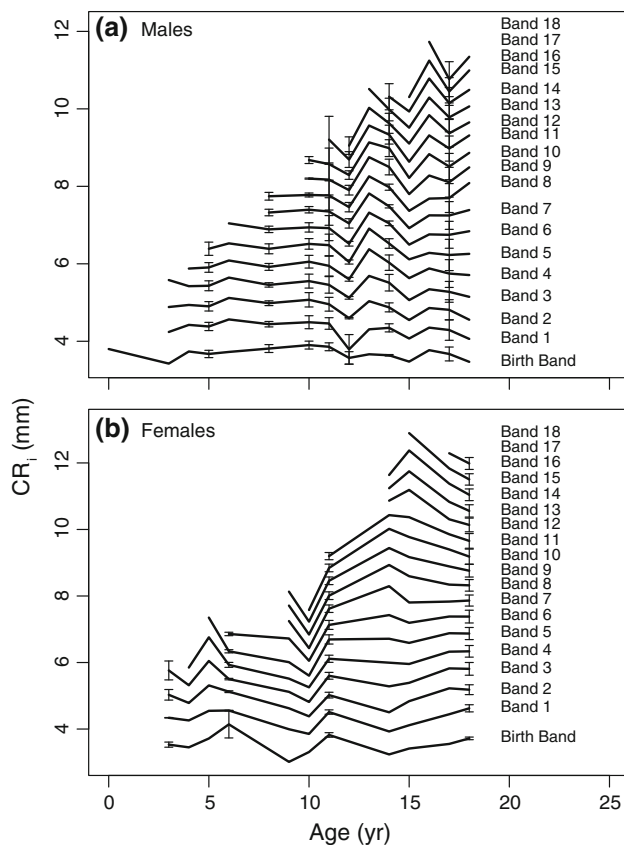 (a) Males
12
10
8
6
4
Band 18
Band 17
Band 16
Band 15
Band 14
Band 13
Band 12
Band 11
Band 10
Band 9
Band 8
Band 7
Band 6
Band 5
Band 4
Band 3
Band 2
Band 1
Birth Band
CRi (mm)
(b) Females
12
10
8
6
4
Band 18
Band 17
Band 16
Band 15
Band 14
Band 13
Band 12
Band 11
Band 10
Band 9
Band 8
Band 7
Band 6
Band 5
Band 4
Band 3
Band 2
Band 1
Birth Band
0 5 10 15 20 25
Age (yr)